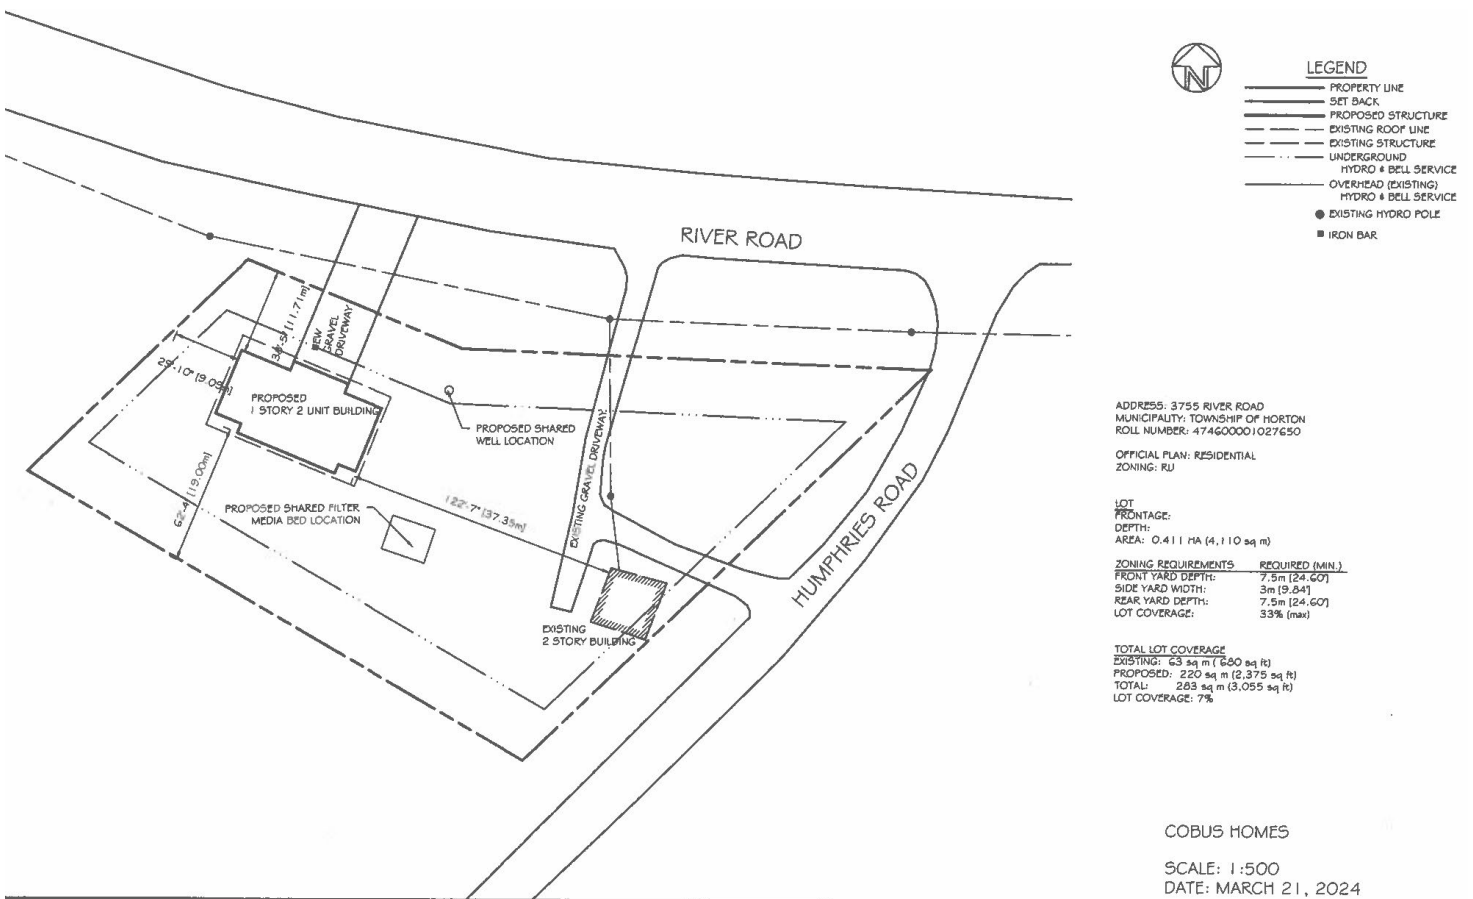 RIVER ROAD
38'-5" [11.71m]
NEW
GRAVEL
DRIVEWAY
29'-10" [9.09m]
PROPOSED
1 STORY 2 UNIT BUILDING
PROPOSED SHARED
WELL LOCATION
62'-4" [19.00m]
PROPOSED SHARED FILTER
MEDIA BED LOCATION
122'-7" [37.35m]
EXISTING GRAVEL DRIVEWAY
EXISTING
2 STORY BUILDING
HUMPHRIES ROAD
N
LEGEND
PROPERTY LINE
SET BACK
PROPOSED STRUCTURE
EXISTING ROOF LINE
EXISTING STRUCTURE
UNDERGROUND
HYDRO & BELL SERVICE
OVERHEAD (EXISTING)
HYDRO & BELL SERVICE
EXISTING HYDRO POLE
IRON BAR
ADDRESS: 3755 RIVER ROAD
MUNICIPALITY: TOWNSHIP OF HORTON
ROLL NUMBER: 474600001027650
OFFICIAL PLAN: RESIDENTIAL
ZONING: RU
LOT
FRONTAGE:
DEPTH:
AREA: 0.411 HA (4,110 sq m)
ZONING REQUIREMENTS REQUIRED (MIN.)
FRONT YARD DEPTH: 7.5m [24.60']
SIDE YARD WIDTH: 3m [9.84']
REAR YARD DEPTH: 7.5m [24.60']
LOT COVERAGE: 33% (max)
TOTAL LOT COVERAGE
EXISTING: 63 sq m ( 680 sq ft)
PROPOSED: 220 sq m (2,375 sq ft)
TOTAL: 283 sq m (3,055 sq ft)
LOT COVERAGE: 7%
COBUS HOMES
SCALE: 1:500
DATE: MARCH 21, 2024